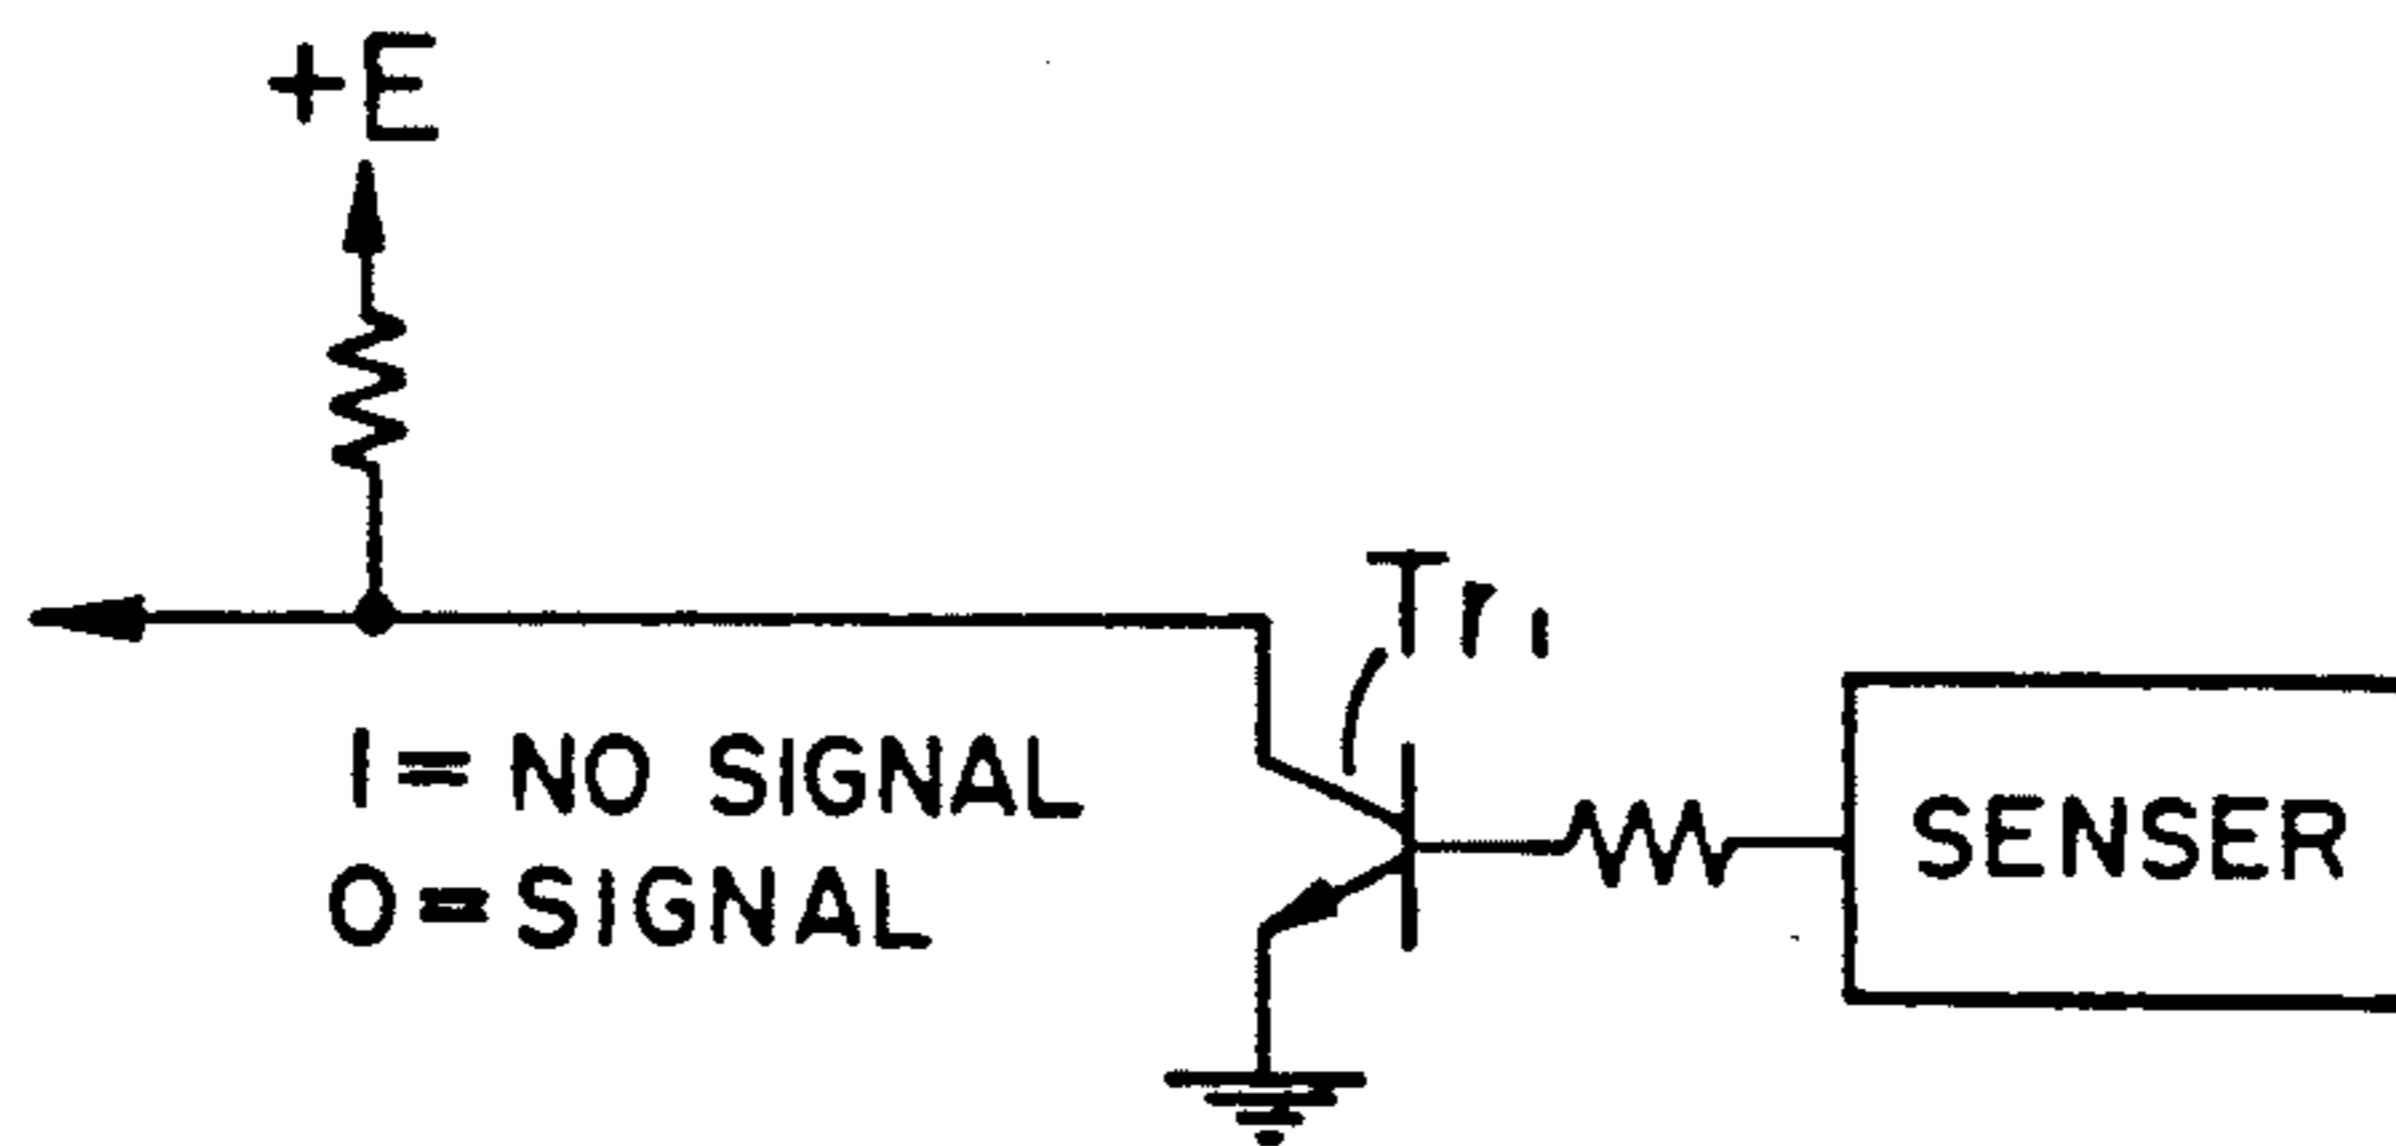 +E
Tr1
1 = NO SIGNAL
0 = SIGNAL
SENSER